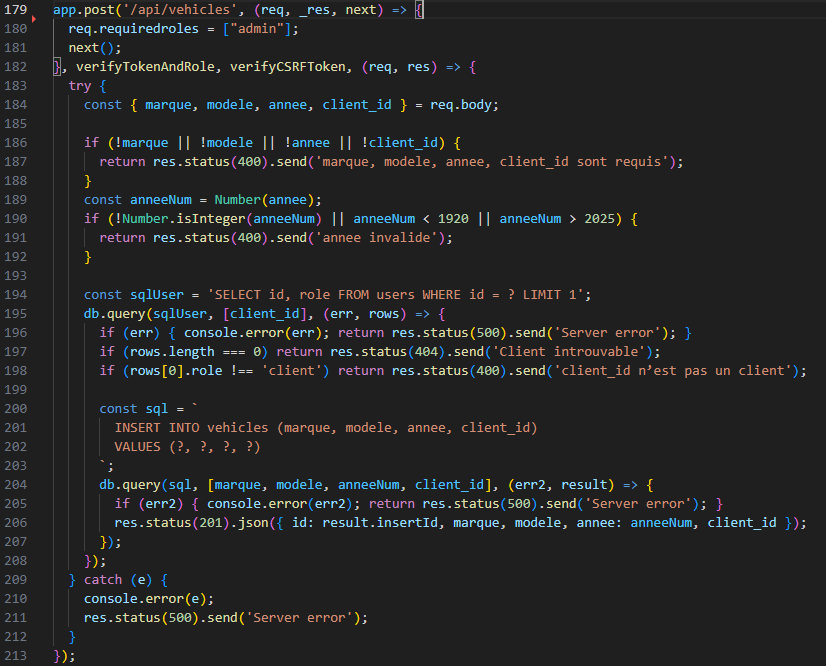 179 app.post('/api/vehicles', (req, _res, next) => {
180   req.requiredroles = ["admin"];
181   next();
182 }, verifyTokenAndRole, verifyCSRFToken, (req, res) => {
183   try {
184     const { marque, modele, annee, client_id } = req.body;
185
186     if (!marque || !modele || !annee || !client_id) {
187       return res.status(400).send('marque, modele, annee, client_id sont requis');
188     }
189     const anneeNum = Number(annee);
190     if (!Number.isInteger(anneeNum) || anneeNum < 1920 || anneeNum > 2025) {
191       return res.status(400).send('annee invalide');
192     }
193
194     const sqlUser = 'SELECT id, role FROM users WHERE id = ? LIMIT 1';
195     db.query(sqlUser, [client_id], (err, rows) => {
196       if (err) { console.error(err); return res.status(500).send('Server error'); }
197       if (rows.length === 0) return res.status(404).send('Client introuvable');
198       if (rows[0].role !== 'client') return res.status(400).send('client_id n’est pas un client');
199
200       const sql = `
201         INSERT INTO vehicles (marque, modele, annee, client_id)
202         VALUES (?, ?, ?, ?)
203       `;
204       db.query(sql, [marque, modele, anneeNum, client_id], (err2, result) => {
205         if (err2) { console.error(err2); return res.status(500).send('Server error'); }
206         res.status(201).json({ id: result.insertId, marque, modele, annee: anneeNum, client_id });
207       });
208     });
209   } catch (e) {
210     console.error(e);
211     res.status(500).send('Server error');
212   }
213 });